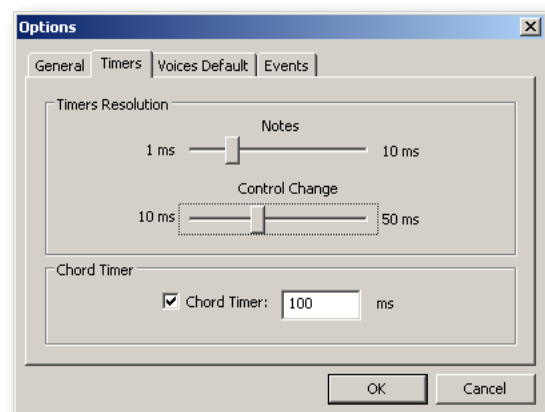 Options
General Timers Voices Default Events
Timers Resolution
Notes
1 ms 10 ms
Control Change
10 ms 50 ms
Chord Timer
Chord Timer: 100 ms
OK Cancel